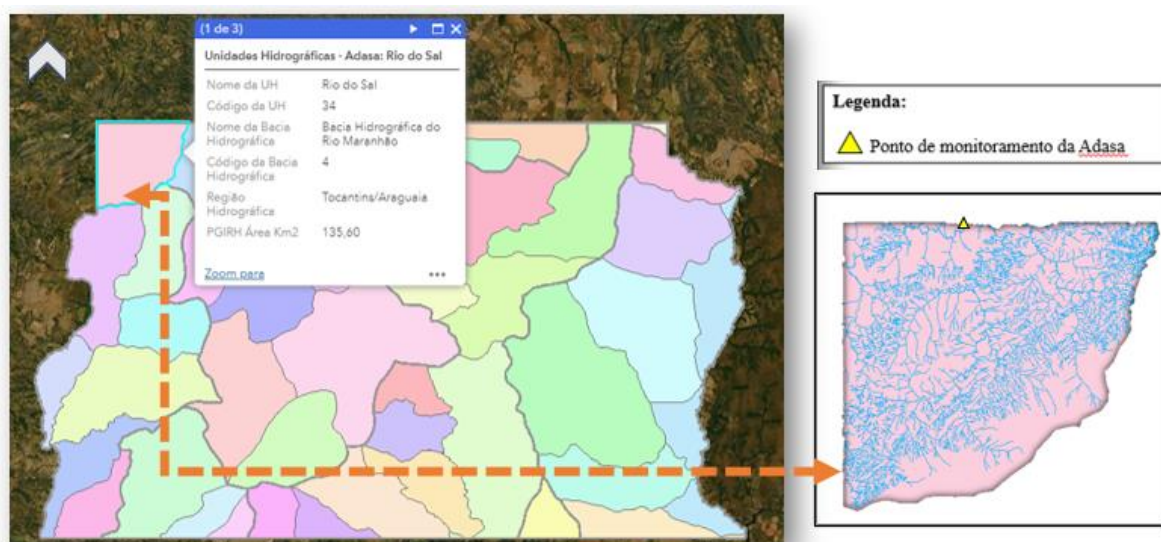 (1 de 3)
Unidades Hidrográficas - Adasa: Rio do Sal
Nome da UH Rio do Sal
Código da UH 34
Nome da Bacia Hidrográfica Bacia Hidrográfica do Rio Maranhão
Código da Bacia Hidrográfica 4
Região Hidrográfica Tocantins/Araguaia
PGIRH Área Km2 135,60
Zoom para
Legenda:
Ponto de monitoramento da Adasa